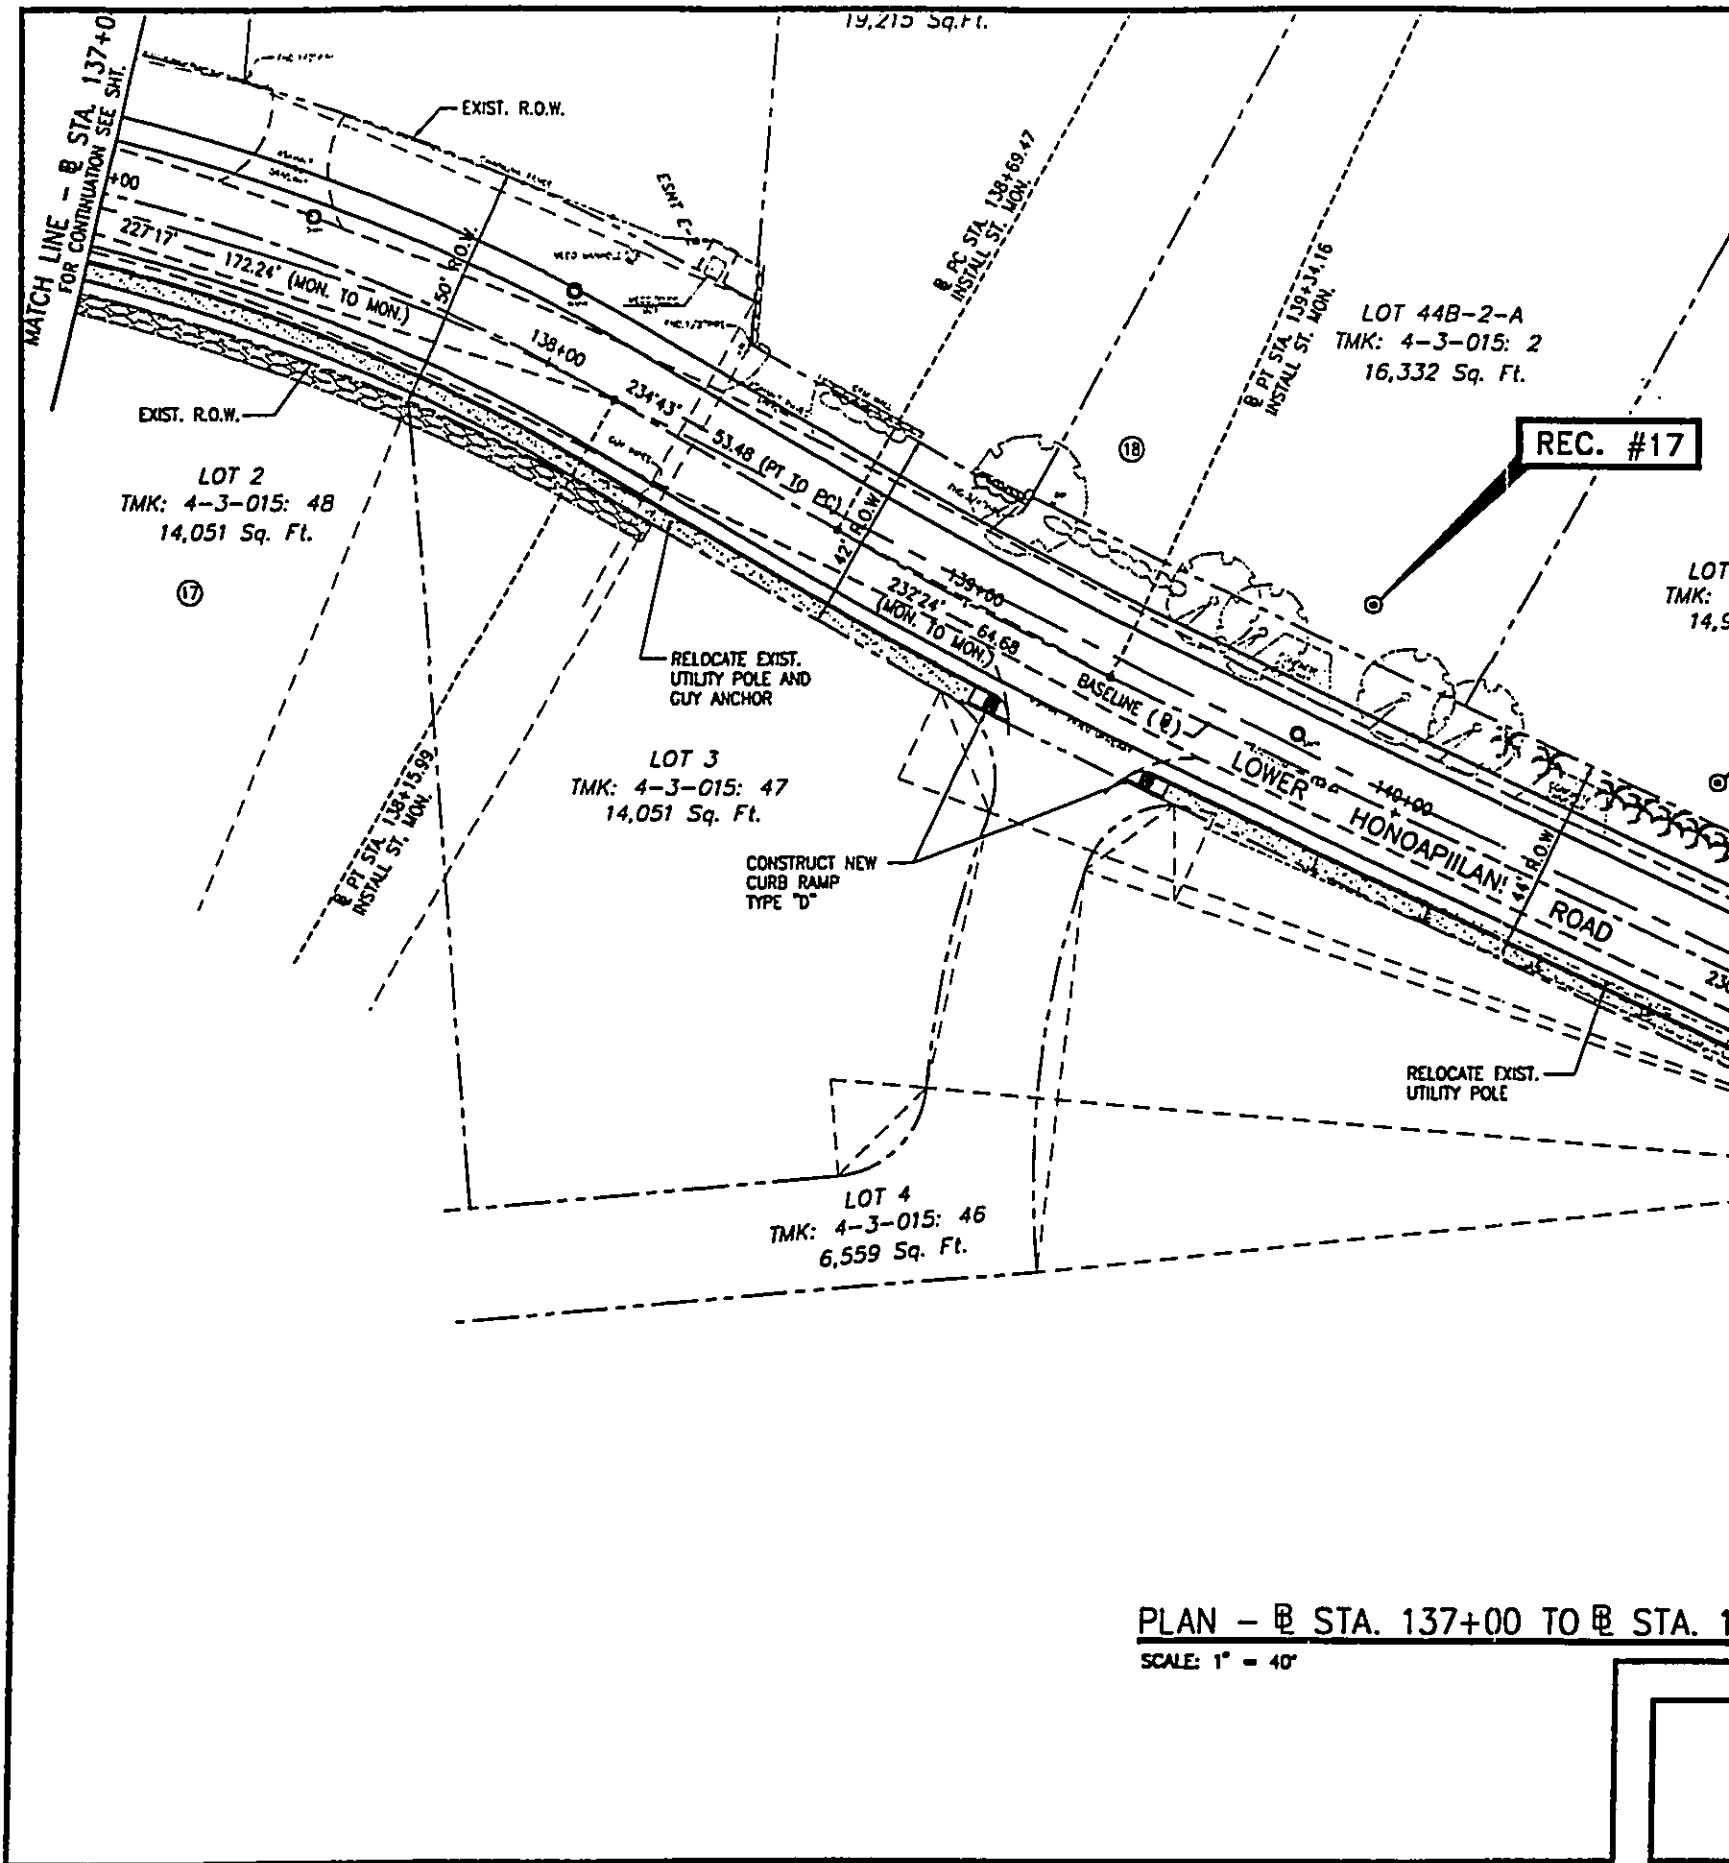 19,215 Sq.Ft.
MATCH LINE - ⅊ STA. 137+0
FOR CONTINUATION SEE SHT.
EXIST. R.O.W.
+00
227°17'
172.24' (MON. TO MON.)
50' R.O.W.
ESMT E-
138+00
234°43'
53.48 (PT TO PC)
42' R.O.W.
℔ PC STA. 138+69.47
INSTALL ST. MON.
℔ PT STA. 139+34.16
INSTALL ST. MON.
LOT 44B-2-A
TMK: 4-3-015: 2
16,332 Sq. Ft.
REC. #17
18
EXIST. R.O.W.
LOT 2
TMK: 4-3-015: 48
14,051 Sq. Ft.
17
139+00
232°24'
64.68
(MON. TO MON.)
LOT
TMK:
14,9
RELOCATE EXIST.
UTILITY POLE AND
GUY ANCHOR
BASELINE (℔)
LOT 3
TMK: 4-3-015: 47
14,051 Sq. Ft.
℔ PT STA. 138+15.99
INSTALL ST. MON.
CONSTRUCT NEW
CURB RAMP
TYPE "D"
LOWER HONOAPIILANI ROAD
140+00
44' R.O.W.
236
RELOCATE EXIST.
UTILITY POLE
LOT 4
TMK: 4-3-015: 46
6,559 Sq. Ft.
PLAN - ℔ STA. 137+00 TO ℔ STA. 1
SCALE: 1" = 40'